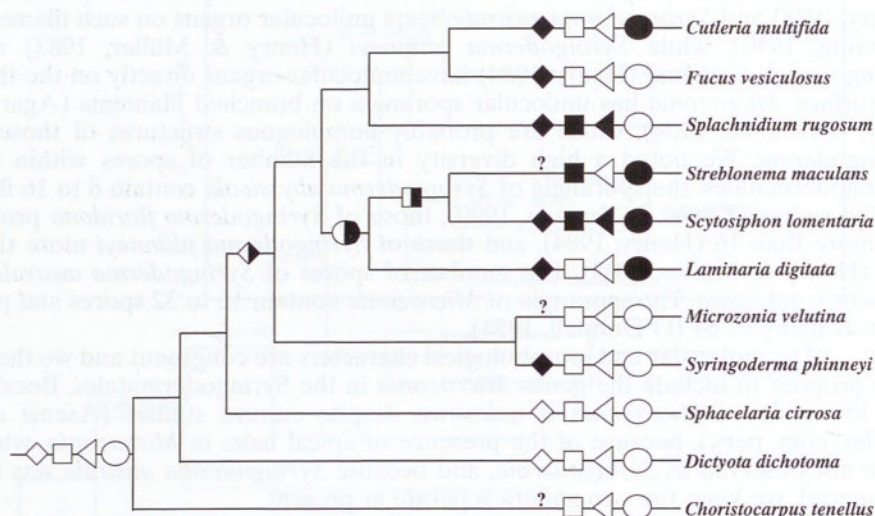 Cutleria multifida
Fucus vesiculosus
Splachnidium rugosum
?
Streblonema maculans
Scytosiphon lomentaria
Laminaria digitata
?
Microzonia velutina
Syringoderma phinneyi
Sphacelaria cirrosa
Dictyota dichotoma
?
Choristocarpus tenellus